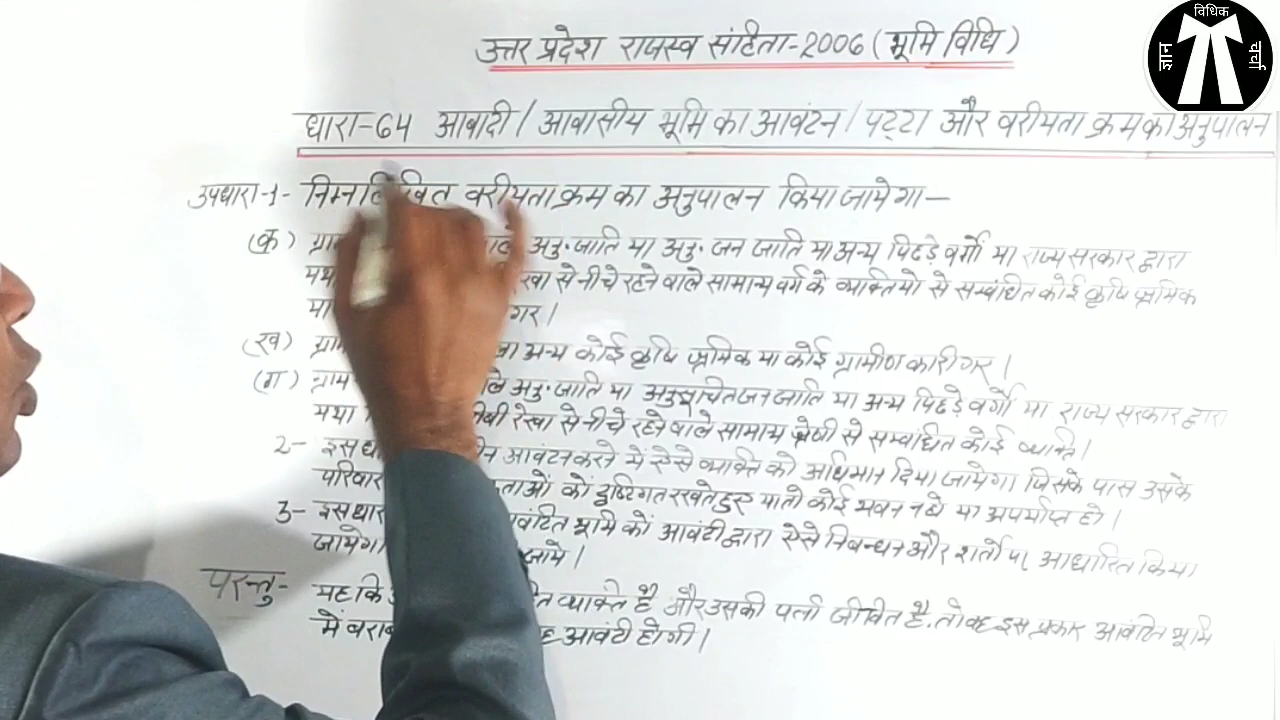 उत्तर प्रदेश राजस्व संहिता-2006 (भूमि विधि)
विधिक
ज्ञान
चर्चा
धारा-64 आबादी / आवासीय भूमि का आवंटन / पट्टा और वरीयता क्रम का अनुपालन
उपधारा-1- निम्नलिखित वरीयता क्रम का अनुपालन किया जायेगा—
(क) अनु. जाति या अनु. जन जाति या अन्य पिछड़े वर्गों या राज्य सरकार द्वारा
से नीचे रहने वाले सामान्य वर्ग के व्यक्तियो से सम्बंधित कोई कृषि श्रमिक
या
(ख) अन्य कोई कृषि श्रमिक या कोई ग्रामीण कारीगर।
(ग) ग्राम अनु. जाति या अनुसूचित जन जाति या अन्य पिछड़े वर्गों या राज्य सरकार द्वारा
यथा रेखा से नीचे रहने वाले सामान्य श्रेणी से सम्बंधित कोई व्यक्ति।
2- इस आवंटन करने में ऐसे व्यक्ति को अधिमान दिया जायेगा जिसके पास उसके
परिवार को दृष्टिगत रखते हुए या तो कोई भवन न हो या अपर्याप्त हो।
3- भूमि को आवंटी द्वारा ऐसे निबन्धन और शर्तो पर आधारित किया
जायेगा जाये।
परन्तु- यह कि व्यक्ति है और उसकी पत्नी जीवित है, तो वह इस प्रकार आवंटित भूमि
में आवंटी होगी।